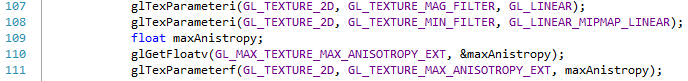 107 glTexParameteri(GL_TEXTURE_2D, GL_TEXTURE_MAG_FILTER, GL_LINEAR);
108 glTexParameteri(GL_TEXTURE_2D, GL_TEXTURE_MIN_FILTER, GL_LINEAR_MIPMAP_LINEAR);
109 float maxAnistropy;
110 glGetFloatv(GL_MAX_TEXTURE_MAX_ANISOTROPY_EXT, &maxAnistropy);
111 glTexParameterf(GL_TEXTURE_2D, GL_TEXTURE_MAX_ANISOTROPY_EXT, maxAnistropy);